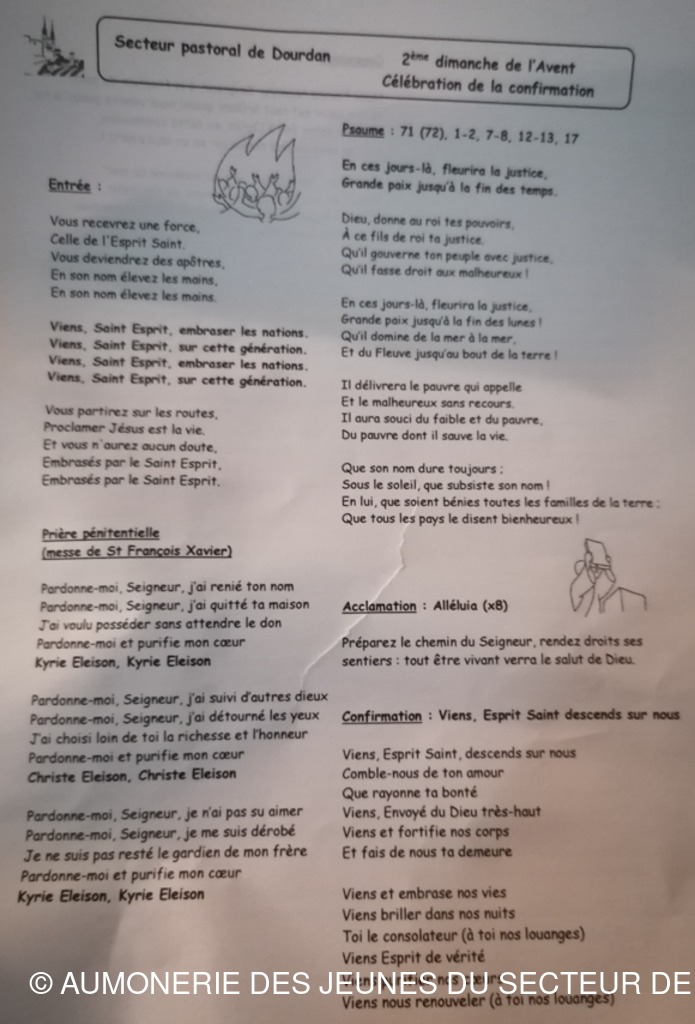 Secteur pastoral de Dourdan
2ème dimanche de l'Avent
Célébration de la confirmation
Entrée :
Vous recevrez une force,
Celle de l'Esprit Saint.
Vous deviendrez des apôtres,
En son nom élevez les mains,
En son nom élevez les mains.
Viens, Saint Esprit, embraser les nations.
Viens, Saint Esprit, sur cette génération.
Viens, Saint Esprit, embraser les nations.
Viens, Saint Esprit, sur cette génération.
Vous partirez sur les routes,
Proclamer Jésus est la vie.
Et vous n'aurez aucun doute,
Embrasés par le Saint Esprit,
Embrasés par le Saint Esprit.
Prière pénitentielle
(messe de St François Xavier)
Pardonne-moi, Seigneur, j'ai renié ton nom
Pardonne-moi, Seigneur, j'ai quitté ta maison
J'ai voulu posséder sans attendre le don
Pardonne-moi et purifie mon cœur
Kyrie Eleison, Kyrie Eleison
Pardonne-moi, Seigneur, j'ai suivi d'autres dieux
Pardonne-moi, Seigneur, j'ai détourné les yeux
J'ai choisi loin de toi la richesse et l'honneur
Pardonne-moi et purifie mon cœur
Christe Eleison, Christe Eleison
Pardonne-moi, Seigneur, je n'ai pas su aimer
Pardonne-moi, Seigneur, je me suis dérobé
Je ne suis pas resté le gardien de mon frère
Pardonne-moi et purifie mon cœur
Kyrie Eleison, Kyrie Eleison
Psaume : 71 (72), 1-2, 7-8, 12-13, 17
En ces jours-là, fleurira la justice,
Grande paix jusqu'à la fin des temps.
Dieu, donne au roi tes pouvoirs,
À ce fils de roi ta justice.
Qu'il gouverne ton peuple avec justice,
Qu'il fasse droit aux malheureux !
En ces jours-là, fleurira la justice,
Grande paix jusqu'à la fin des lunes !
Qu'il domine de la mer à la mer,
Et du Fleuve jusqu'au bout de la terre !
Il délivrera le pauvre qui appelle
Et le malheureux sans recours.
Il aura souci du faible et du pauvre,
Du pauvre dont il sauve la vie.
Que son nom dure toujours ;
Sous le soleil, que subsiste son nom !
En lui, que soient bénies toutes les familles de la terre ;
Que tous les pays le disent bienheureux !
Acclamation : Alléluia (x8)
Préparez le chemin du Seigneur, rendez droits ses
sentiers : tout être vivant verra le salut de Dieu.
Confirmation : Viens, Esprit Saint descends sur nous
Viens, Esprit Saint, descends sur nous
Comble-nous de ton amour
Que rayonne ta bonté
Viens, Envoyé du Dieu très-haut
Viens et fortifie nos corps
Et fais de nous ta demeure
Viens et embrase nos vies
Viens briller dans nos nuits
Toi le consolateur (à toi nos louanges)
Viens Esprit de vérité
Viens nous renouveler (à toi nos louanges)
© AUMONERIE DES JEUNES DU SECTEUR DE